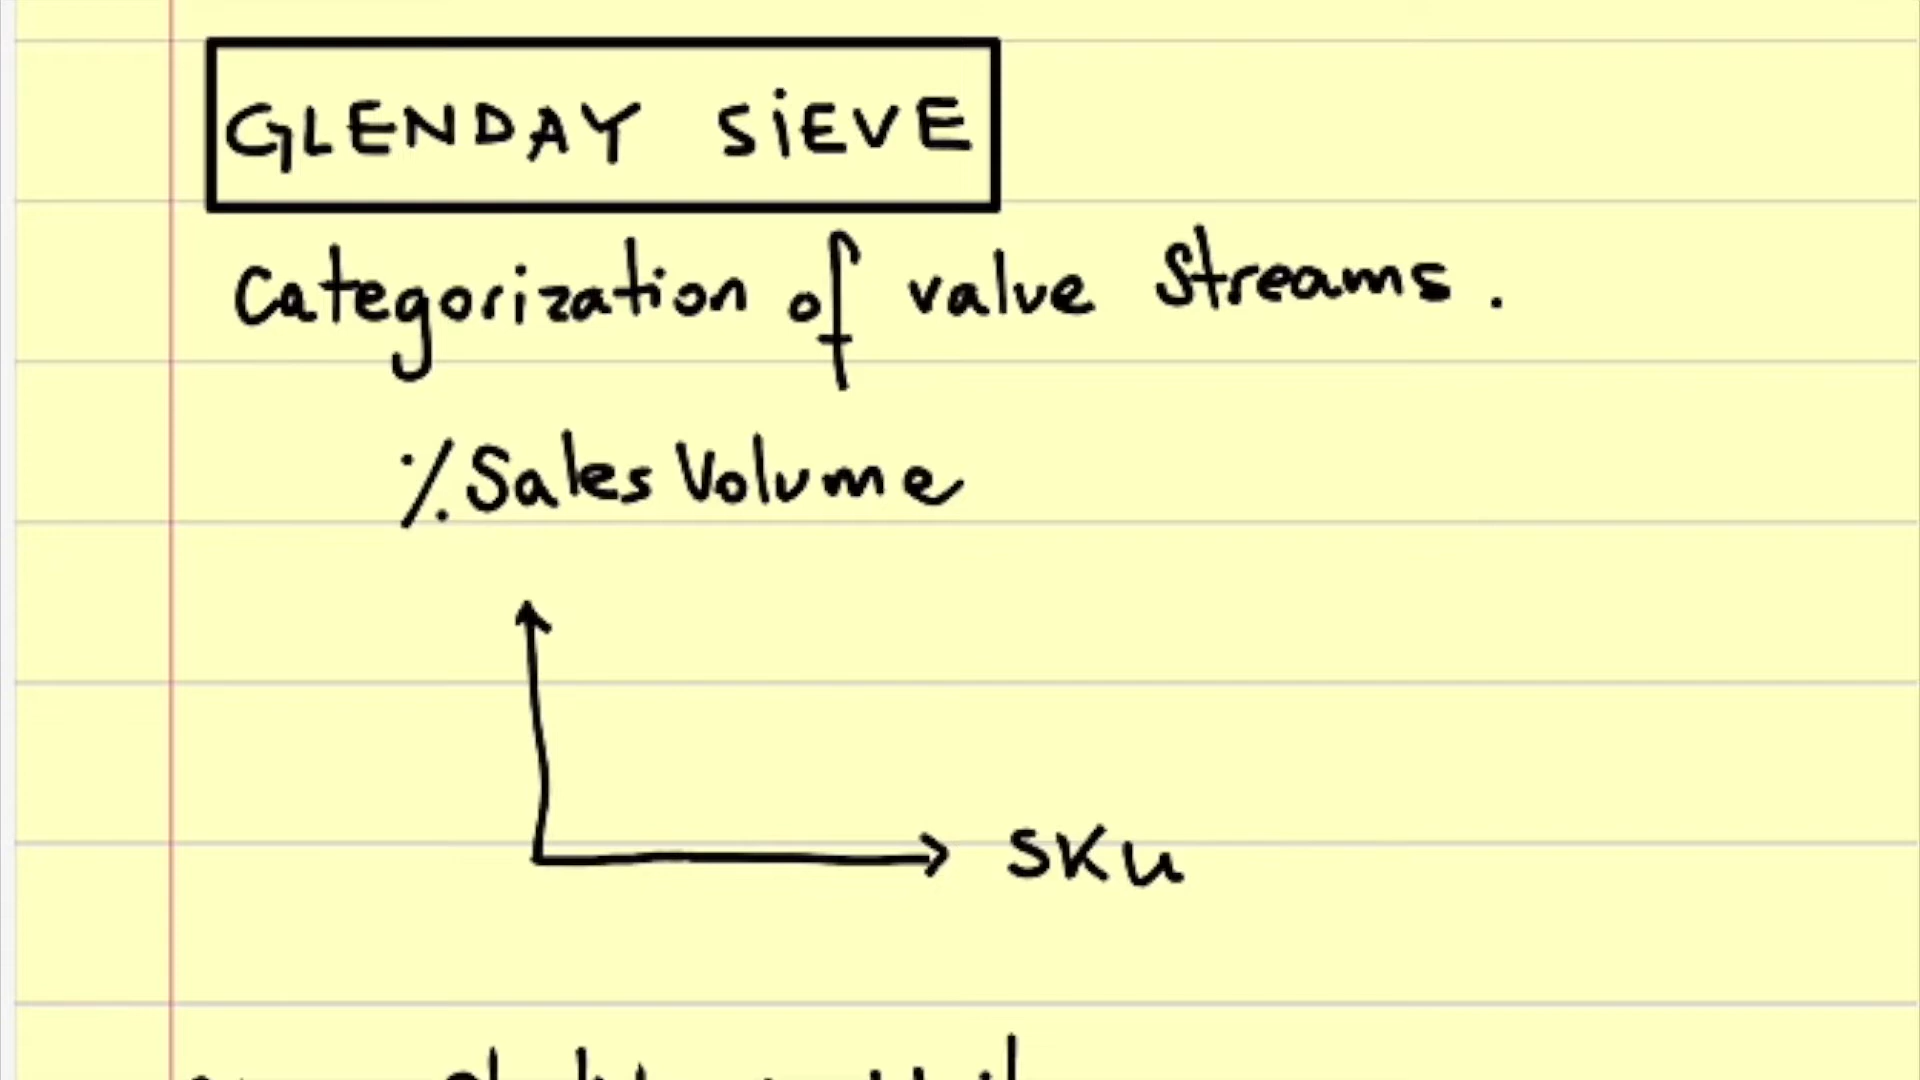 GLENDAY SiEVE
Categorization of value Streams.
% Sales Volume
SKU